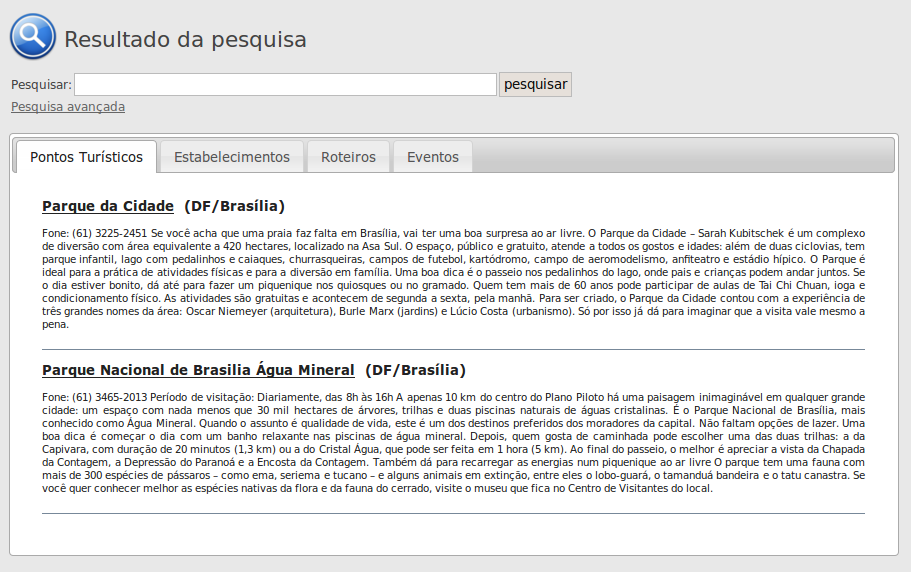 Resultado da pesquisa
Pesquisar:
pesquisar
Pesquisa avançada
Pontos Turísticos
Estabelecimentos
Roteiros
Eventos
Parque da Cidade (DF/Brasília)
Fone: (61) 3225-2451 Se você acha que uma praia faz falta em Brasília, vai ter uma boa surpresa ao ar livre. O Parque da Cidade – Sarah Kubitschek é um complexo
de diversão com área equivalente a 420 hectares, localizado na Asa Sul. O espaço, público e gratuito, atende a todos os gostos e idades: além de duas ciclovias, tem
parque infantil, lago com pedalinhos e caiaques, churrasqueiras, campos de futebol, kartódromo, campo de aeromodelismo, anfiteatro e estádio hípico. O Parque é
ideal para a prática de atividades físicas e para a diversão em família. Uma boa dica é o passeio nos pedalinhos do lago, onde pais e crianças podem andar juntos. Se
o dia estiver bonito, dá até para fazer um piquenique nos quiosques ou no gramado. Quem tem mais de 60 anos pode participar de aulas de Tai Chi Chuan, ioga e
condicionamento físico. As atividades são gratuitas e acontecem de segunda a sexta, pela manhã. Para ser criado, o Parque da Cidade contou com a experiência de
três grandes nomes da área: Oscar Niemeyer (arquitetura), Burle Marx (jardins) e Lúcio Costa (urbanismo). Só por isso já dá para imaginar que a visita vale mesmo a
pena.
Parque Nacional de Brasilia Água Mineral (DF/Brasília)
Fone: (61) 3465-2013 Período de visitação: Diariamente, das 8h às 16h A apenas 10 km do centro do Plano Piloto há uma paisagem inimaginável em qualquer grande
cidade: um espaço com nada menos que 30 mil hectares de árvores, trilhas e duas piscinas naturais de águas cristalinas. É o Parque Nacional de Brasília, mais
conhecido como Água Mineral. Quando o assunto é qualidade de vida, este é um dos destinos preferidos dos moradores da capital. Não faltam opções de lazer. Uma
boa dica é começar o dia com um banho relaxante nas piscinas de água mineral. Depois, quem gosta de caminhada pode escolher uma das duas trilhas: a da
Capivara, com duração de 20 minutos (1,3 km) ou a do Cristal Água, que pode ser feita em 1 hora (5 km). Ao final do passeio, o melhor é apreciar a vista da Chapada
da Contagem, a Depressão do Paranoá e a Encosta da Contagem. Também dá para recarregar as energias num piquenique ao ar livre O parque tem uma fauna com
mais de 300 espécies de pássaros – como ema, seriema e tucano – e alguns animais em extinção, entre eles o lobo-guará, o tamanduá bandeira e o tatu canastra. Se
você quer conhecer melhor as espécies nativas da flora e da fauna do cerrado, visite o museu que fica no Centro de Visitantes do local.